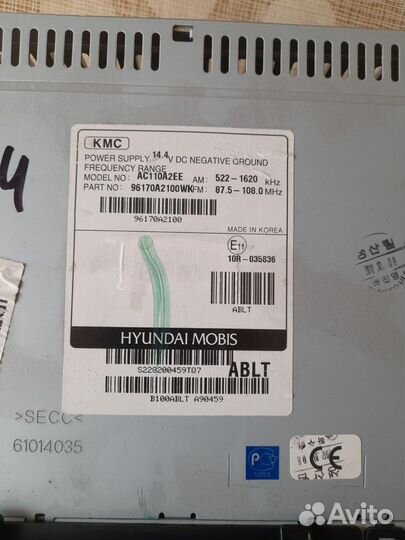 KMC
POWER SUPPLY 14.4V DC NEGATIVE GROUND
FREQUENCY RANGE
MODEL NO AC110A2EE AM: 522-1620 kHz
PART NO 96170A2100WK FM: 87.5-108.0 MHz
96170A2100
MADE IN KOREA
E11
10R-035836
ABLT
HYUNDAI MOBIS
S228200459TQ7
ABLT
B100ABLT A90459
>SECC<
61014035
CE
Avito